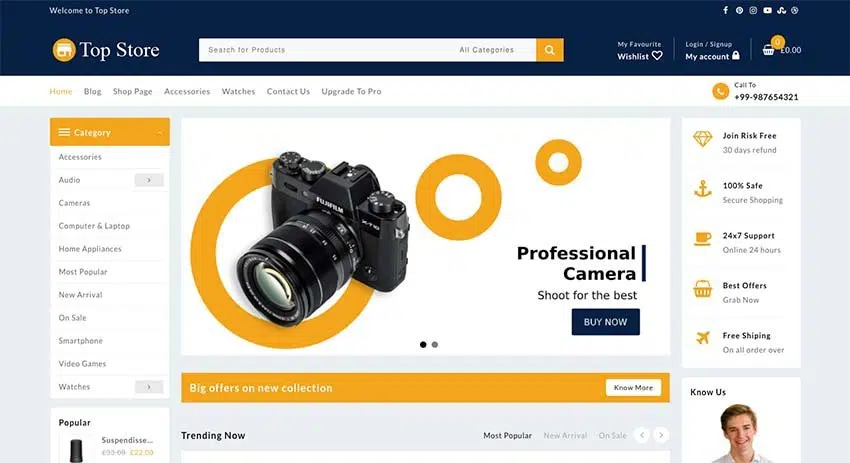 Welcome to Top Store
Top Store
Search for Products
All Categories
My Favourite
Wishlist
Login / Signup
My account
0
£0.00
Home
Blog
Shop Page
Accessories
Watches
Contact Us
Upgrade To Pro
Call To
+99-987654321
Category
Accessories
Audio
Cameras
Computer & Laptop
Home Appliances
Most Popular
New Arrival
On Sale
Smartphone
Video Games
Watches
FUJIFILM
X-T10
Professional
Camera
Shoot for the best
BUY NOW
Join Risk Free
30 days refund
100% Safe
Secure Shopping
24x7 Support
Online 24 hours
Best Offers
Grab Now
Free Shiping
On all order over
Big offers on new collection
Know More
Know Us
Popular
Suspendisse...
£33.00 £22.00
Trending Now
Most Popular
New Arrival
On Sale